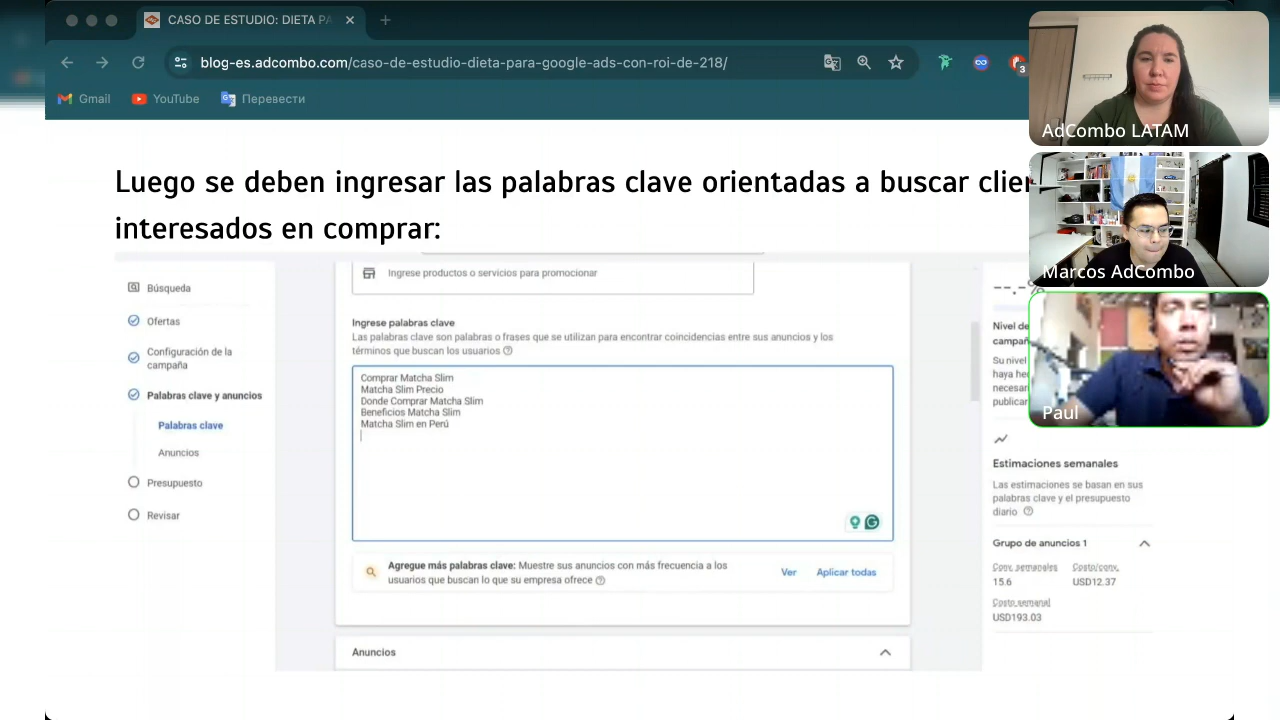 CASO DE ESTUDIO: DIETA PA
blog-es.adcombo.com/caso-de-estudio-dieta-para-google-ads-con-roi-de-218/
3
Gmail
YouTube
Перевести
Luego se deben ingresar las palabras clave orientadas a buscar clien
interesados en comprar:
Búsqueda
Ofertas
Configuración de la
campaña
Palabras clave y anuncios
Palabras clave
Anuncios
Presupuesto
Revisar
Ingrese productos o servicios para promocionar
Ingrese palabras clave
Las palabras clave son palabras o frases que se utilizan para encontrar coincidencias entre sus anuncios y los
términos que buscan los usuarios
Comprar Matcha Slim
Matcha Slim Precio
Donde Comprar Matcha Slim
Beneficios Matcha Slim
Matcha Slim en Perú
Agregue más palabras clave: Muestre sus anuncios con más frecuencia a los
usuarios que buscan lo que su empresa ofrece
Ver
Aplicar todas
Anuncios
--.-%
Nivel de
campañ
Su nivel
haya hec
necesar
publicar
Estimaciones semanales
Las estimaciones se basan en sus
palabras clave y el presupuesto
diario
Grupo de anuncios 1
Conv. semanales
Costo/conv.
15.6
USD12.37
Costo semanal
USD193.03
AdCombo LATAM
Marcos AdCombo
Paul